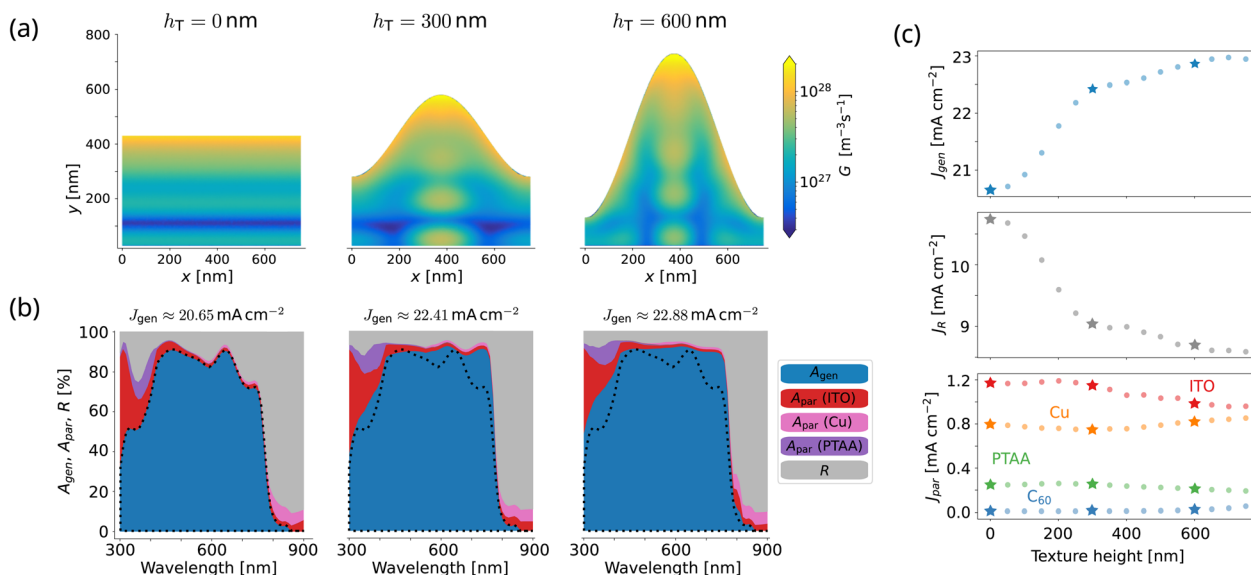 (a)
h_T = 0 nm
h_T = 300 nm
h_T = 600 nm
800
600
400
200
y [nm]
0 200 400 600
x [nm]
0 200 400 600
x [nm]
0 200 400 600
x [nm]
10^28
10^27
G [m^−3 s^−1]
(b)
J_gen ≈ 20.65 mA cm^−2
J_gen ≈ 22.41 mA cm^−2
J_gen ≈ 22.88 mA cm^−2
100
80
60
40
20
0
A_gen, A_par, R [%]
300 500 700 900
Wavelength [nm]
300 500 700 900
Wavelength [nm]
300 500 700 900
Wavelength [nm]
A_gen
A_par (ITO)
A_par (Cu)
A_par (PTAA)
R
(c)
23
22
21
J_gen [mA cm^−2]
10
9
J_R [mA cm^−2]
1.2
0.8
0.4
0.0
J_par [mA cm^−2]
ITO
Cu
PTAA
C_60
0 200 400 600
Texture height [nm]